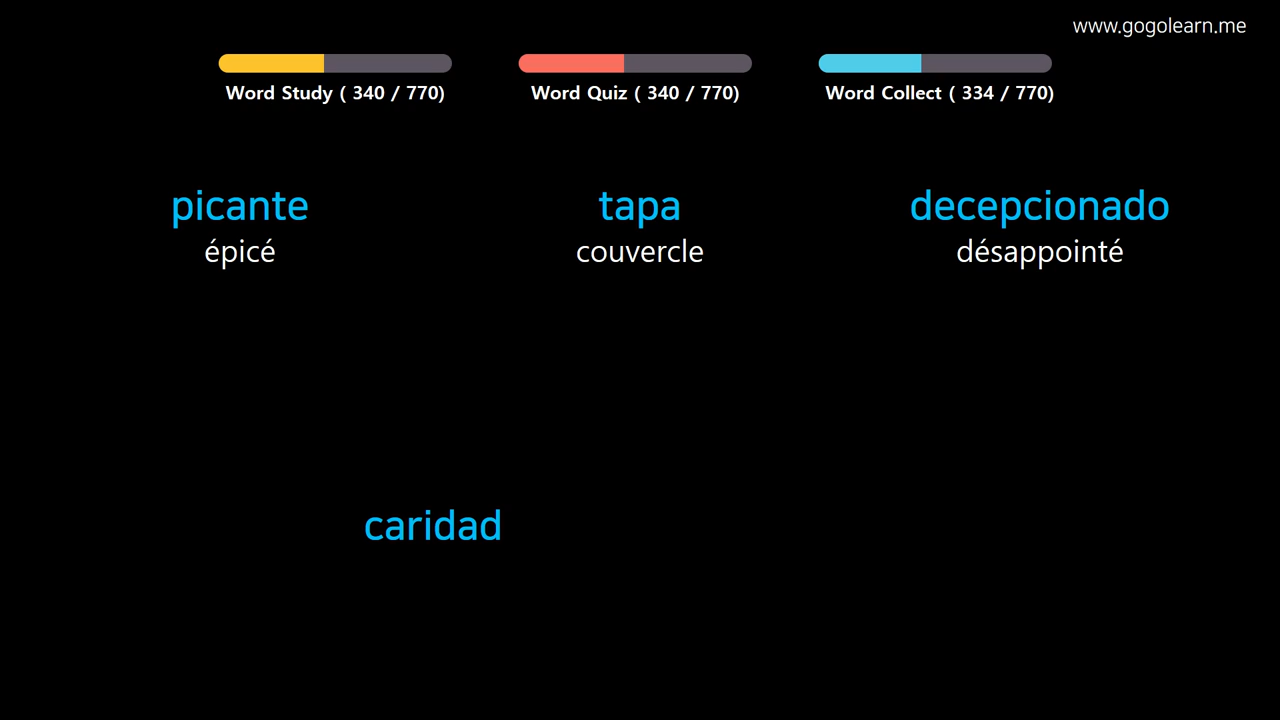 www.gogolearn.me
Word Study ( 340 / 770)
Word Quiz ( 340 / 770)
Word Collect ( 334 / 770)
picante
épicé
tapa
couvercle
decepcionado
désappointé
caridad